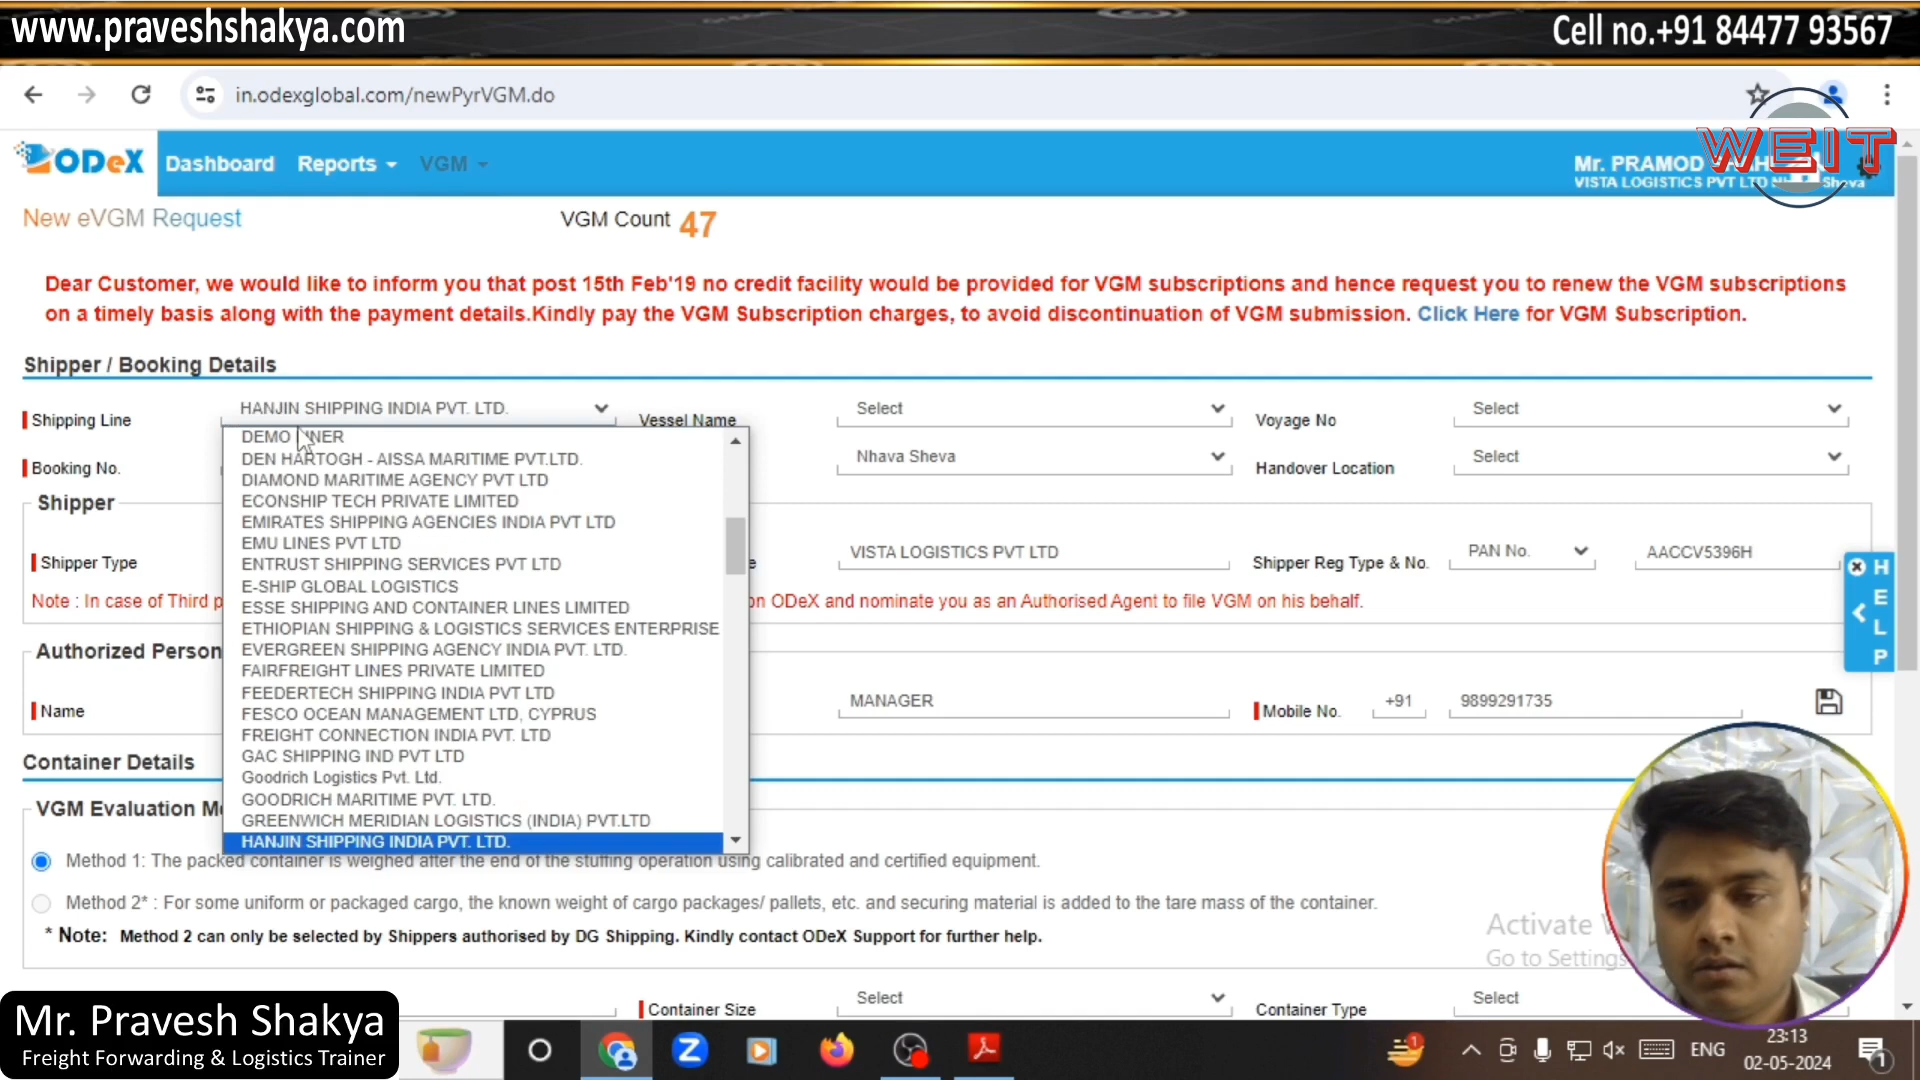 www.praveshshakya.com
Cell no.+91 84477 93567
in.odexglobal.com/newPyrVGM.do
WEIT
ODeX
Dashboard Reports VGM
Mr. PRAMOD
VISTA LOGISTICS PVT LTD Sheva
New eVGM Request
VGM Count 47
Dear Customer, we would like to inform you that post 15th Feb'19 no credit facility would be provided for VGM subscriptions and hence request you to renew the VGM subscriptions
on a timely basis along with the payment details.Kindly pay the VGM Subscription charges, to avoid discontinuation of VGM submission. Click Here for VGM Subscription.
Shipper / Booking Details
Shipping Line HANJIN SHIPPING INDIA PVT. LTD. Vessel Name Select Voyage No Select
Booking No. Nhava Sheva Handover Location Select
DEMO LINER
DEN HARTOGH - AISSA MARITIME PVT.LTD.
DIAMOND MARITIME AGENCY PVT LTD
ECONSHIP TECH PRIVATE LIMITED
EMIRATES SHIPPING AGENCIES INDIA PVT LTD
EMU LINES PVT LTD
ENTRUST SHIPPING SERVICES PVT LTD
E-SHIP GLOBAL LOGISTICS
ESSE SHIPPING AND CONTAINER LINES LIMITED
ETHIOPIAN SHIPPING & LOGISTICS SERVICES ENTERPRISE
EVERGREEN SHIPPING AGENCY INDIA PVT. LTD.
FAIRFREIGHT LINES PRIVATE LIMITED
FEEDERTECH SHIPPING INDIA PVT LTD
FESCO OCEAN MANAGEMENT LTD, CYPRUS
FREIGHT CONNECTION INDIA PVT. LTD
GAC SHIPPING IND PVT LTD
Goodrich Logistics Pvt. Ltd.
GOODRICH MARITIME PVT. LTD.
GREENWICH MERIDIAN LOGISTICS (INDIA) PVT.LTD
HANJIN SHIPPING INDIA PVT. LTD.
Shipper
Shipper Type VISTA LOGISTICS PVT LTD Shipper Reg Type & No. PAN No. AACCV5396H
Note : In case of Third p on ODeX and nominate you as an Authorised Agent to file VGM on his behalf.
Authorized Person
Name MANAGER Mobile No. +91 9899291735
HELP
Container Details
VGM Evaluation Me
Method 1: The packed container is weighed after the end of the stuffing operation using calibrated and certified equipment.
Method 2* : For some uniform or packaged cargo, the known weight of cargo packages/ pallets, etc. and securing material is added to the tare mass of the container.
* Note: Method 2 can only be selected by Shippers authorised by DG Shipping. Kindly contact ODeX Support for further help.
Activate
Go to Settings
Container Size Select Container Type Select
Mr. Pravesh Shakya
Freight Forwarding & Logistics Trainer
1
ENG
23:13
02-05-2024
1